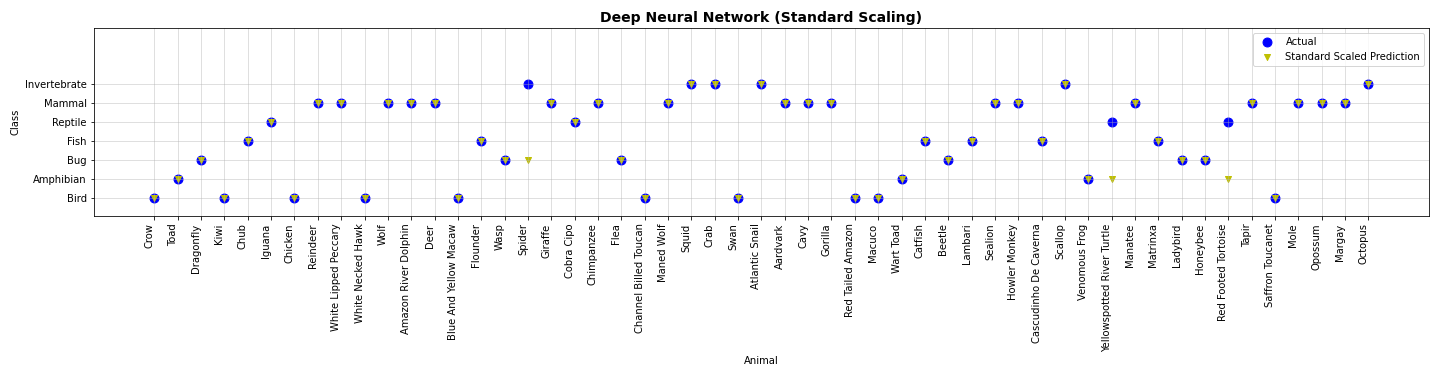 Deep Neural Network (Standard Scaling)
Actual
Standard Scaled Prediction
Class
Invertebrate
Mammal
Reptile
Fish
Bug
Amphibian
Bird
Crow
Toad
Dragonfly
Kiwi
Chub
Iguana
Chicken
Reindeer
White Lipped Peccary
White Necked Hawk
Wolf
Amazon River Dolphin
Deer
Blue And Yellow Macaw
Flounder
Wasp
Spider
Giraffe
Cobra Cipo
Chimpanzee
Flea
Channel Billed Toucan
Maned Wolf
Squid
Crab
Swan
Atlantic Snail
Aardvark
Cavy
Gorilla
Red Tailed Amazon
Macuco
Wart Toad
Catfish
Beetle
Lambari
Sealion
Howler Monkey
Cascudinho De Caverna
Scallop
Venomous Frog
Yellowspotted River Turtle
Manatee
Matrinxa
Ladybird
Honeybee
Red Footed Tortoise
Tapir
Saffron Toucanet
Mole
Opossum
Margay
Octopus
Animal